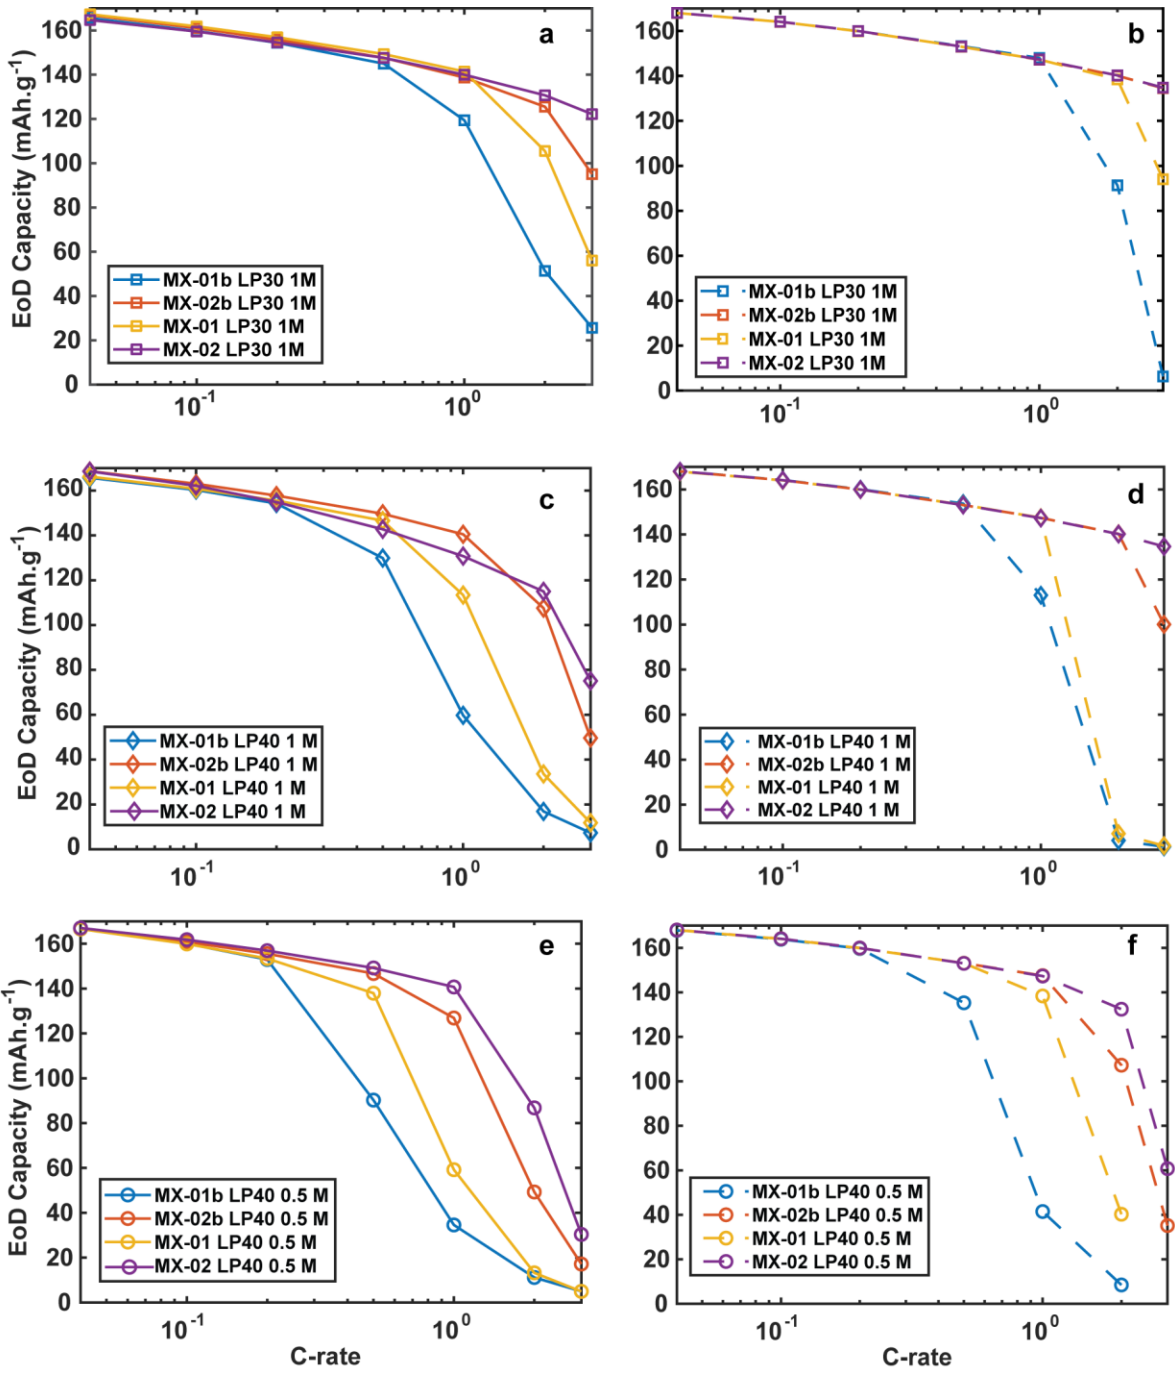 a
EoD Capacity (mAh.g-1)
160
140
120
100
80
60
40
20
0
MX-01b LP30 1M
MX-02b LP30 1M
MX-01 LP30 1M
MX-02 LP30 1M
10-1
100
b
160
140
120
100
80
60
40
20
0
MX-01b LP30 1M
MX-02b LP30 1M
MX-01 LP30 1M
MX-02 LP30 1M
10-1
100
c
EoD Capacity (mAh.g-1)
160
140
120
100
80
60
40
20
0
MX-01b LP40 1 M
MX-02b LP40 1 M
MX-01 LP40 1 M
MX-02 LP40 1 M
10-1
100
d
160
140
120
100
80
60
40
20
0
MX-01b LP40 1 M
MX-02b LP40 1 M
MX-01 LP40 1 M
MX-02 LP40 1 M
10-1
100
e
EoD Capacity (mAh.g-1)
160
140
120
100
80
60
40
20
0
MX-01b LP40 0.5 M
MX-02b LP40 0.5 M
MX-01 LP40 0.5 M
MX-02 LP40 0.5 M
10-1
100
C-rate
f
160
140
120
100
80
60
40
20
0
MX-01b LP40 0.5 M
MX-02b LP40 0.5 M
MX-01 LP40 0.5 M
MX-02 LP40 0.5 M
10-1
100
C-rate